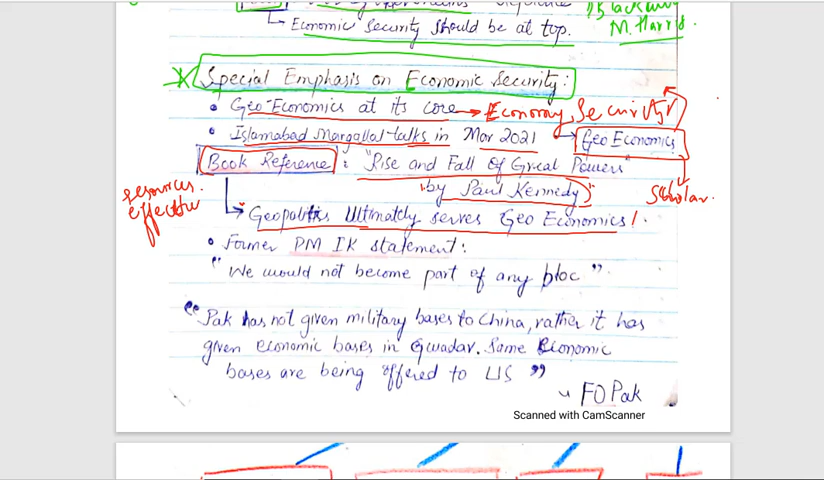 Economic Security should be at top.
M. Harris
Special Emphasis on Economic Security:
• Geo-Economics at its core → Economy, Security
• Islamabad Margalla talks in Mar 2021 → Geo Economics
Book Reference: "Rise and Fall Of Great Powers"
resources.
"by Paul Kennedy"
Scholar.
"Geopolitics Ultimately serves Geo Economics!
• Former PM IK statement:
"We would not become part of any bloc".
"Pak has not given military bases to China, rather it has
given economic bases in Gwadar. Same Economic
bases are being offered to US"
FO Pak
Scanned with CamScanner